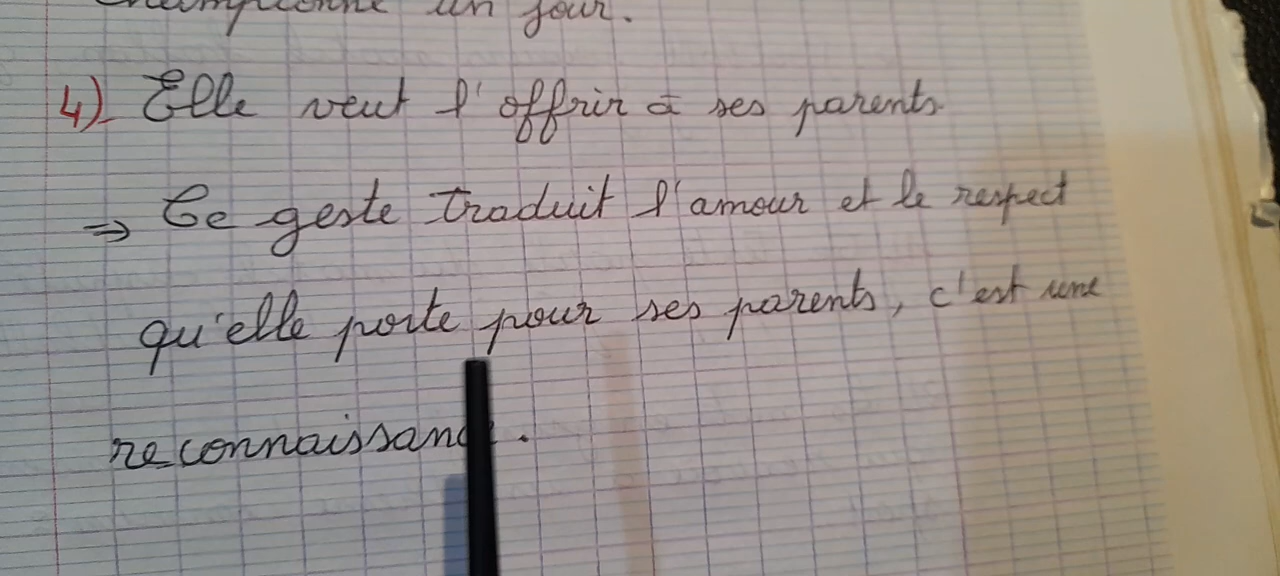 un jour.
4) Elle veut l'offrir à ses parents
⇒ Ce geste traduit l'amour et le respect
qu'elle porte pour ses parents, c'est une